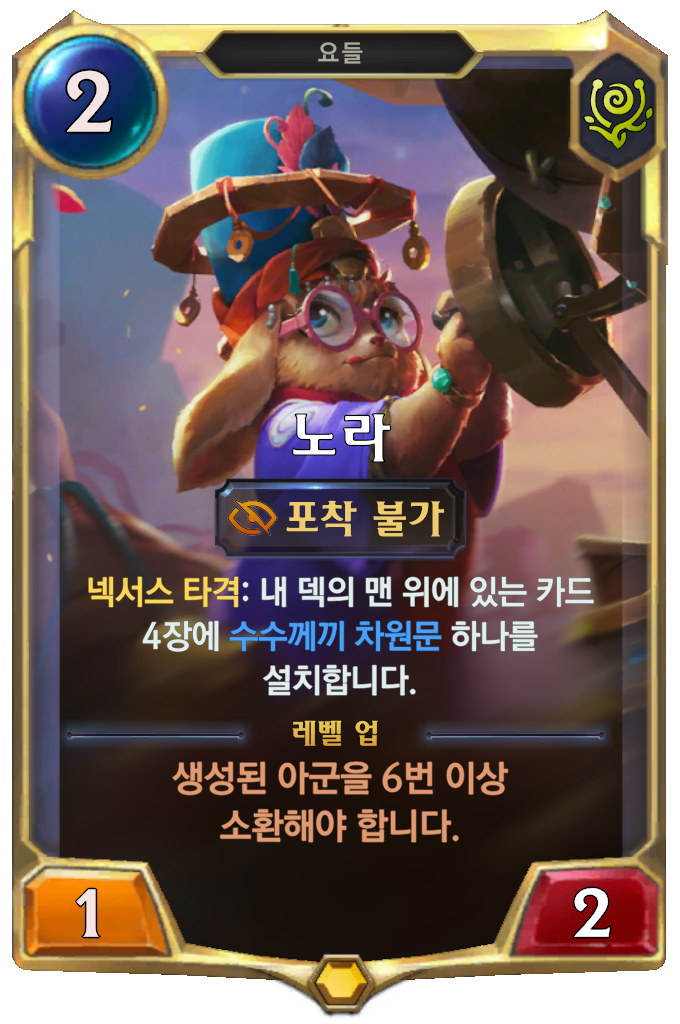 요들
2
노라
포착 불가
넥서스 타격: 내 덱의 맨 위에 있는 카드
4장에 수수께끼 차원문 하나를
설치합니다.
레벨 업
생성된 아군을 6번 이상
소환해야 합니다.
1
2